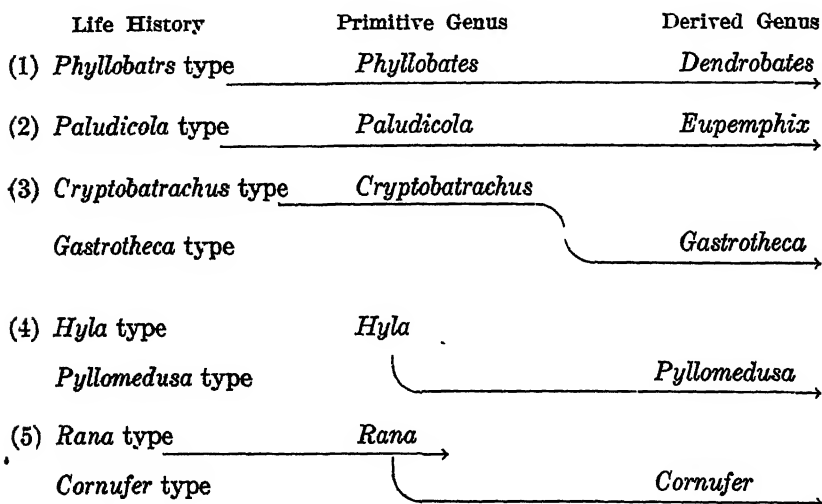 Life History Primitive Genus Derived Genus
(1) Phyllobatrs type Phyllobates Dendrobates
(2) Paludicola type Paludicola Eupemphix
(3) Cryptobatrachus type Cryptobatrachus
Gastrotheca type Gastrotheca
(4) Hyla type Hyla
Pyllomedusa type Pyllomedusa
(5) Rana type Rana
Cornufer type Cornufer